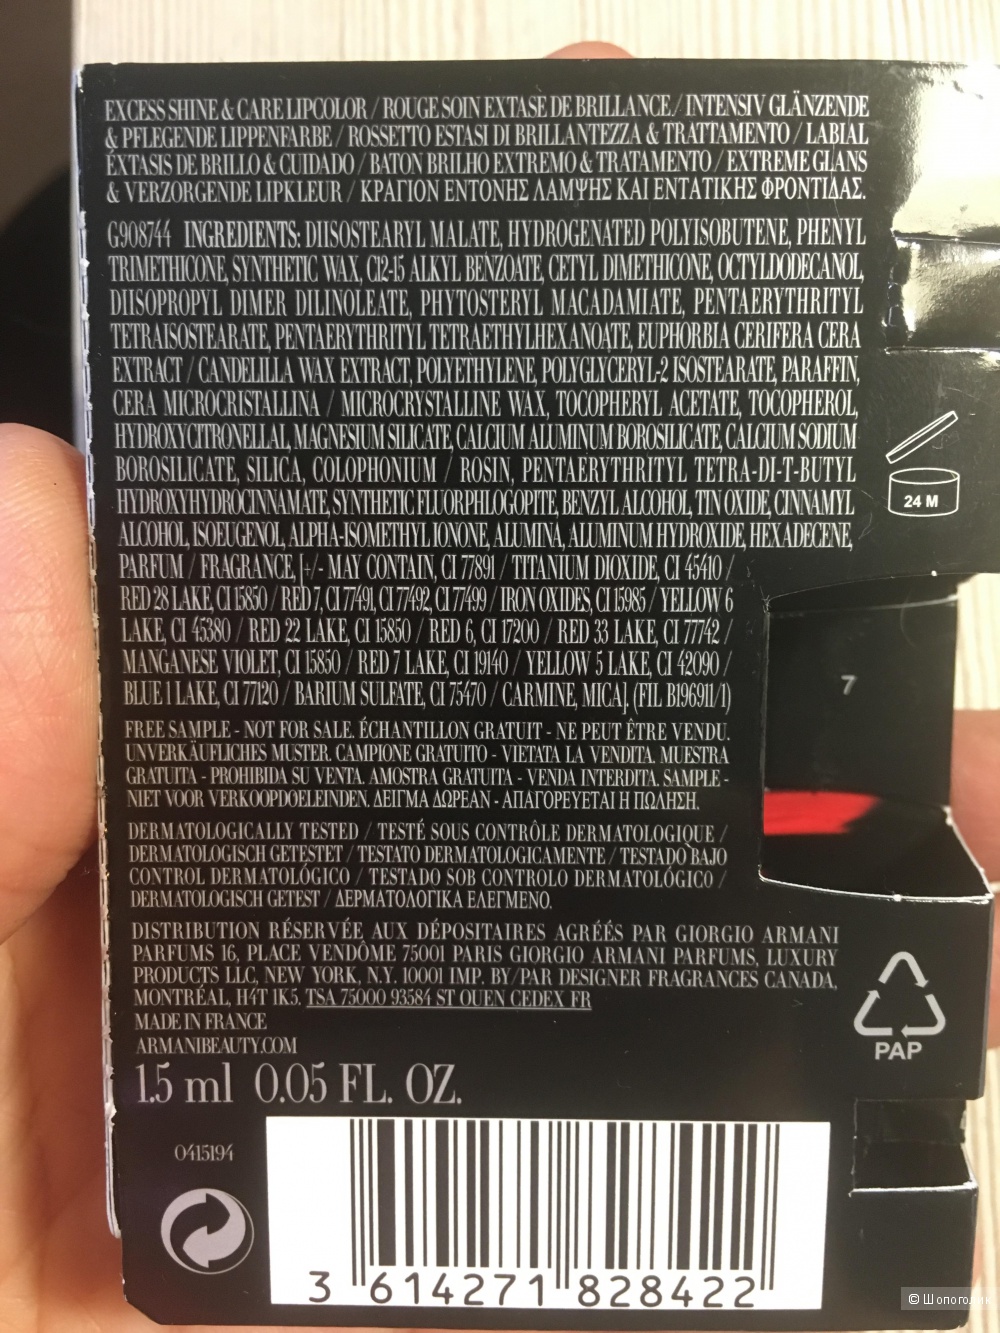 EXCESS SHINE & CARE LIPCOLOR / ROUGE SOIN EXTASE DE BRILLANCE / INTENSIV GLÄNZENDE
& PFLEGENDE LIPPENFARBE / ROSSETTO ESTASI DI BRILLANTEZZA & TRATTAMENTO / LABIAL
ÉXTASIS DE BRILLO & CUIDADO / BATON BRILHO EXTREMO & TRATAMENTO / EXTREME GLANS
& VERZORGENDE LIPKLEUR / ΚΡΑΓΙΟΝ ΕΝΤΟΝΗΣ ΛΑΜΨΗΣ ΚΑΙ ΕΝΤΑΤΙΚΗΣ ΦΡΟΝΤΙΔΑΣ.
G908744 INGREDIENTS: DIISOSTEARYL MALATE, HYDROGENATED POLYISOBUTENE, PHENYL
TRIMETHICONE, SYNTHETIC WAX, C12-15 ALKYL BENZOATE, CETYL DIMETHICONE, OCTYLDODECANOL,
DIISOPROPYL DIMER DILINOLEATE, PHYTOSTERYL MACADAMIATE, PENTAERYTHRITYL
TETRAISOSTEARATE, PENTAERYTHRITYL TETRAETHYLHEXANOATE, EUPHORBIA CERIFERA CERA
EXTRACT / CANDELILLA WAX EXTRACT, POLYETHYLENE, POLYGLYCERYL-2 ISOSTEARATE, PARAFFIN,
CERA MICROCRISTALLINA / MICROCRYSTALLINE WAX, TOCOPHERYL ACETATE, TOCOPHEROL,
HYDROXYCITRONELLAL, MAGNESIUM SILICATE, CALCIUM ALUMINUM BOROSILICATE, CALCIUM SODIUM
BOROSILICATE, SILICA, COLOPHONIUM / ROSIN, PENTAERYTHRITYL TETRA-DI-T-BUTYL
HYDROXYHYDROCINNAMATE, SYNTHETIC FLUORPHLOGOPITE, BENZYL ALCOHOL, TIN OXIDE, CINNAMYL
ALCOHOL, ISOEUGENOL, ALPHA-ISOMETHYL IONONE, ALUMINA, ALUMINUM HYDROXIDE, HEXADECENE,
PARFUM / FRAGRANCE, [+/- MAY CONTAIN, CI 77891 / TITANIUM DIOXIDE, CI 45410 /
RED 28 LAKE, CI 15850 / RED 7, CI 77491, CI 77492, CI 77499 / IRON OXIDES, CI 15985 / YELLOW 6
LAKE, CI 45380 / RED 22 LAKE, CI 15850 / RED 6, CI 17200 / RED 33 LAKE, CI 77742 /
MANGANESE VIOLET, CI 15850 / RED 7 LAKE, CI 19140 / YELLOW 5 LAKE, CI 42090 /
BLUE 1 LAKE, CI 77120 / BARIUM SULFATE, CI 75470 / CARMINE, MICA]. (FIL B196911/1)
FREE SAMPLE - NOT FOR SALE. ÉCHANTILLON GRATUIT - NE PEUT ÊTRE VENDU.
UNVERKÄUFLICHES MUSTER. CAMPIONE GRATUITO - VIETATA LA VENDITA. MUESTRA
GRATUITA - PROHIBIDA SU VENTA. AMOSTRA GRATUITA - VENDA INTERDITA. SAMPLE -
NIET VOOR VERKOOPDOELEINDEN. ΔΕΙΓΜΑ ΔΩΡΕΑΝ - ΑΠΑΓΟΡΕΥΕΤΑΙ Η ΠΩΛΗΣΗ.
DERMATOLOGICALLY TESTED / TESTÉ SOUS CONTRÔLE DERMATOLOGIQUE /
DERMATOLOGISCH GETESTET / TESTATO DERMATOLOGICAMENTE / TESTADO BAJO
CONTROL DERMATOLÓGICO / TESTADO SOB CONTROLO DERMATOLÓGICO /
DERMATOLOGISCH GETEST / ΔΕΡΜΑΤΟΛΟΓΙΚΑ ΕΛΕΓΜΕΝΟ.
DISTRIBUTION RÉSERVÉE AUX DÉPOSITAIRES AGRÉÉS PAR GIORGIO ARMANI
PARFUMS 16, PLACE VENDÔME 75001 PARIS GIORGIO ARMANI PARFUMS, LUXURY
PRODUCTS LLC, NEW YORK, N.Y. 10001 IMP. BY/PAR DESIGNER FRAGRANCES CANADA,
MONTRÉAL, H4T 1K5. TSA 75000 93584 ST OUEN CEDEX FR
MADE IN FRANCE
ARMANIBEAUTY.COM
1.5 ml 0.05 FL. OZ.
24 M
7
PAP
0415194
3 614271 828422
© Шопоголик